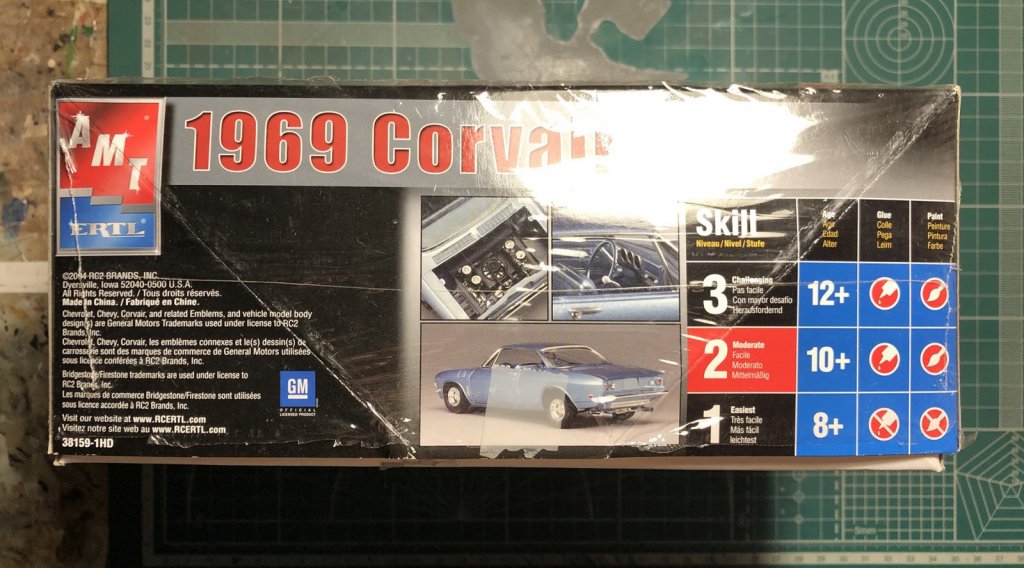 AMT
ERTL
1969 Corvair
©2004 RC2 BRANDS, INC.
Dyersville, Iowa 52040-0500 U.S.A.
All Rights Reserved. / Tous droits réservés.
Made in China. / Fabriqué en Chine.
Chevrolet, Chevy, Corvair, and related Emblems, and vehicle model body
design(s) are General Motors Trademarks used under license to RC2
Brands, Inc.
Chevrolet, Chevy, Corvair, les emblèmes connexes et le(s) dessin(s) de
carrosserie sont des marques de commerce de General Motors utilisées
sous licence conférées à RC2 Brands, Inc.
Bridgestone/Firestone trademarks are used under license to
RC2 Brands, Inc.
Les marques de commerce Bridgestone/Firestone sont utilisées
sous licence accordée à RC2 Brands, Inc.
Visit our website at www.RCERTL.com
Visitez notre site web au www.RCERTL.com
38159-1HD
GM
OFFICIAL
LICENSED PRODUCT
Skill
Niveau / Nivel / Stufe
Age
Age
Edad
Alter
Glue
Colle
Pega
Leim
Paint
Peinture
Pintura
Farbe
3
Challenging
Pas facile
Con mayor desafio
Herausfordernd
12+
2
Moderate
Facile
Moderato
Mittelmäßig
10+
1
Easiest
Très facile
Más fácil
leichtest
8+